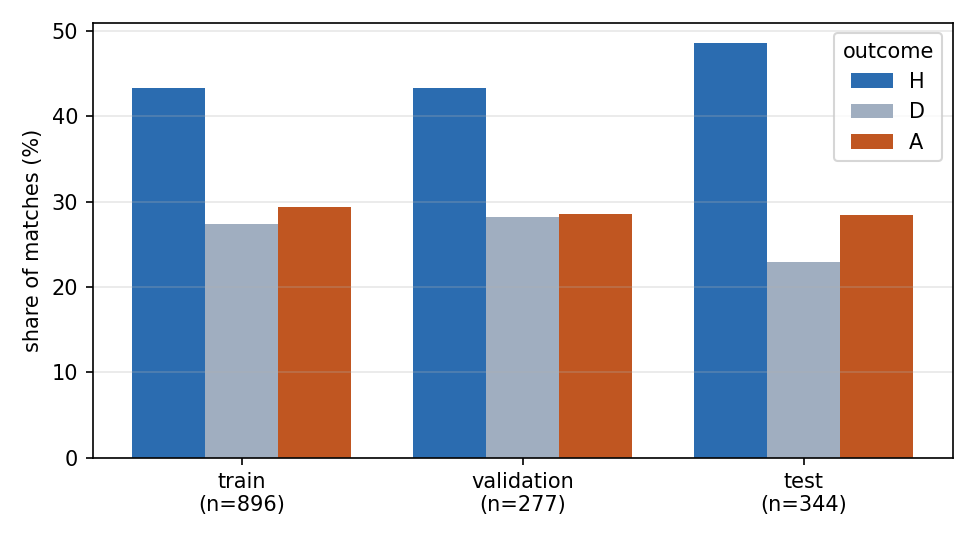 50
40
30
20
10
0
share of matches (%)
outcome
H
D
A
train
(n=896)
validation
(n=277)
test
(n=344)